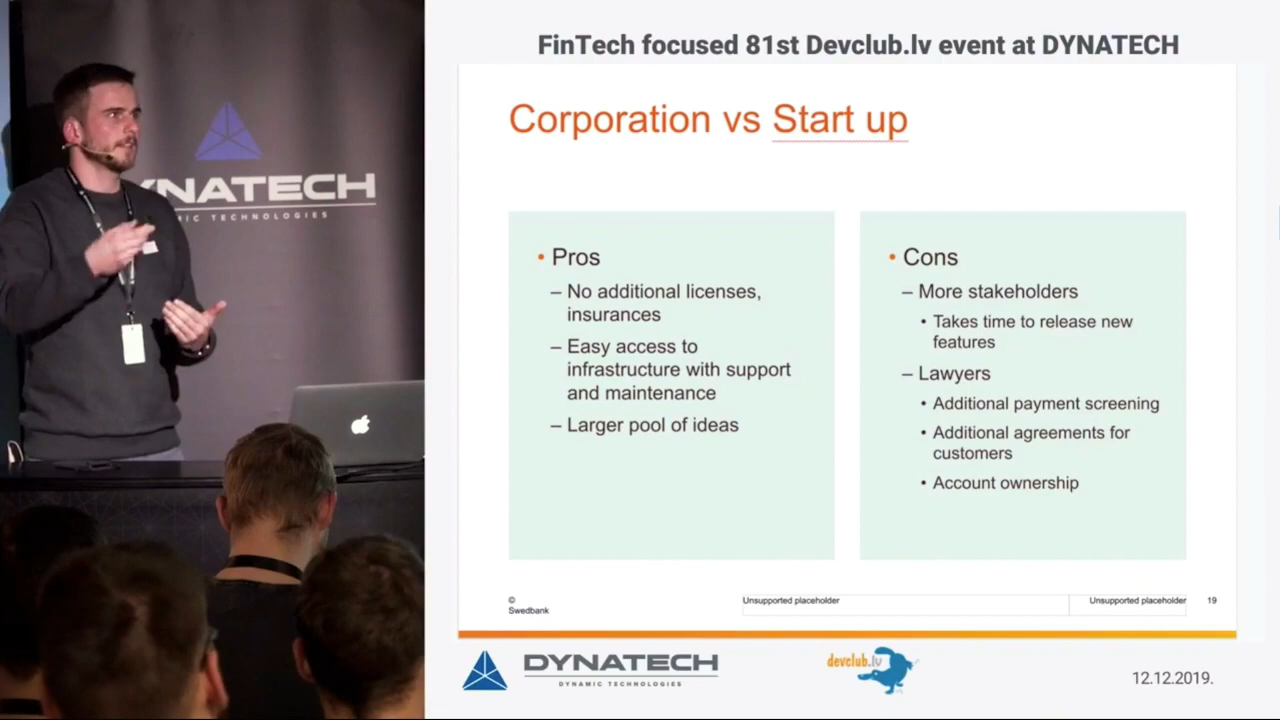 FinTech focused 81st Devclub.lv event at DYNATECH
Corporation vs Start up
• Pros
– No additional licenses,
insurances
– Easy access to
infrastructure with support
and maintenance
– Larger pool of ideas
• Cons
– More stakeholders
• Takes time to release new
features
– Lawyers
• Additional payment screening
• Additional agreements for
customers
• Account ownership
©
Swedbank
Unsupported placeholder
Unsupported placeholder
19
DYNATECH
DYNAMIC TECHNOLOGIES
devclub.lv
12.12.2019.
YNATECH
IC TECHNOLOGIES